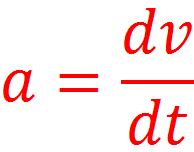 a = dv/dt